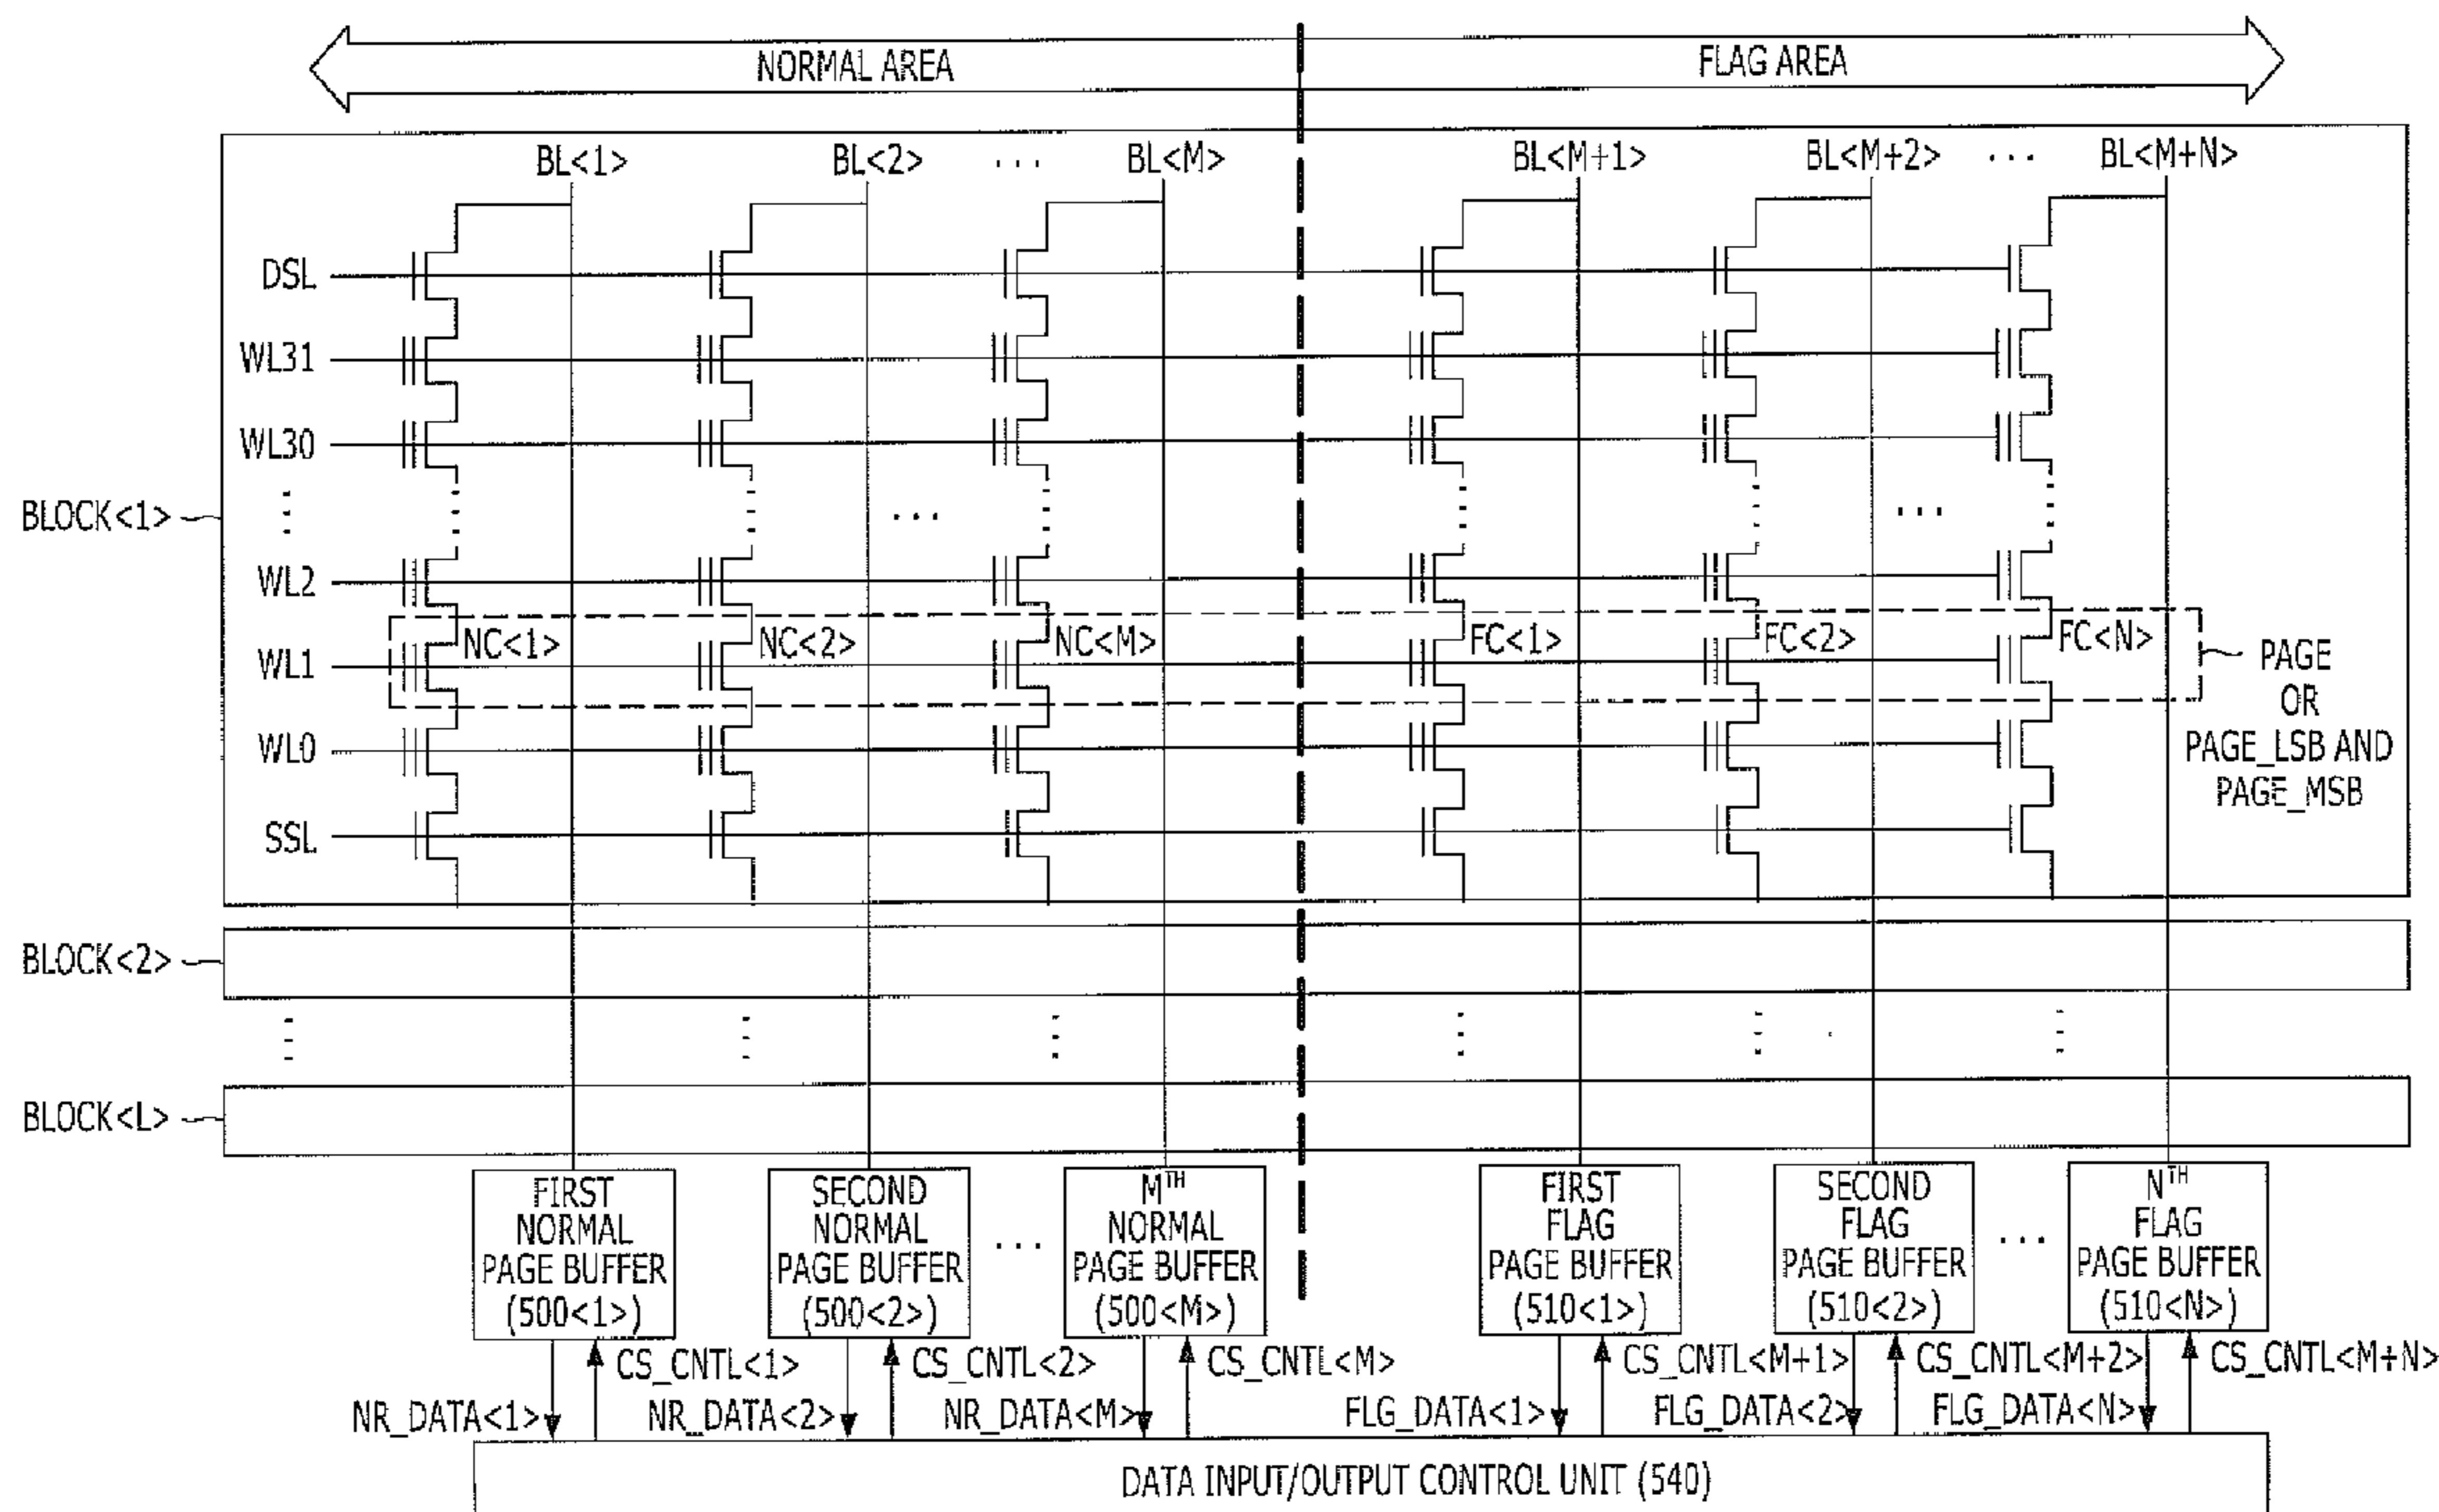 NORMAL AREA
FLAG AREA
BL<1>
BL<2>
...
BL<M>
BL<M+1>
BL<M+2>
...
BL<M+N>
DSL
WL31
WL30
BLOCK<1>
...
...
WL2
NC<1>
NC<2>
NC<M>
FC<1>
FC<2>
FC<N>
WL1
PAGE
OR
PAGE_LSB AND
PAGE_MSB
WL0
SSL
BLOCK<2>
BLOCK<L>
FIRST
NORMAL
PAGE BUFFER
(500<1>)
SECOND
NORMAL
PAGE BUFFER
(500<2>)
...
MTH
NORMAL
PAGE BUFFER
(500<M>)
FIRST
FLAG
PAGE BUFFER
(510<1>)
SECOND
FLAG
PAGE BUFFER
(510<2>)
...
NTH
FLAG
PAGE BUFFER
(510<N>)
CS_CNTL<1>
CS_CNTL<2>
CS_CNTL<M>
CS_CNTL<M+1>
CS_CNTL<M+2>
CS_CNTL<M+N>
NR_DATA<1>
NR_DATA<2>
NR_DATA<M>
FLG_DATA<1>
FLG_DATA<2>
FLG_DATA<N>
DATA INPUT/OUTPUT CONTROL UNIT (540)